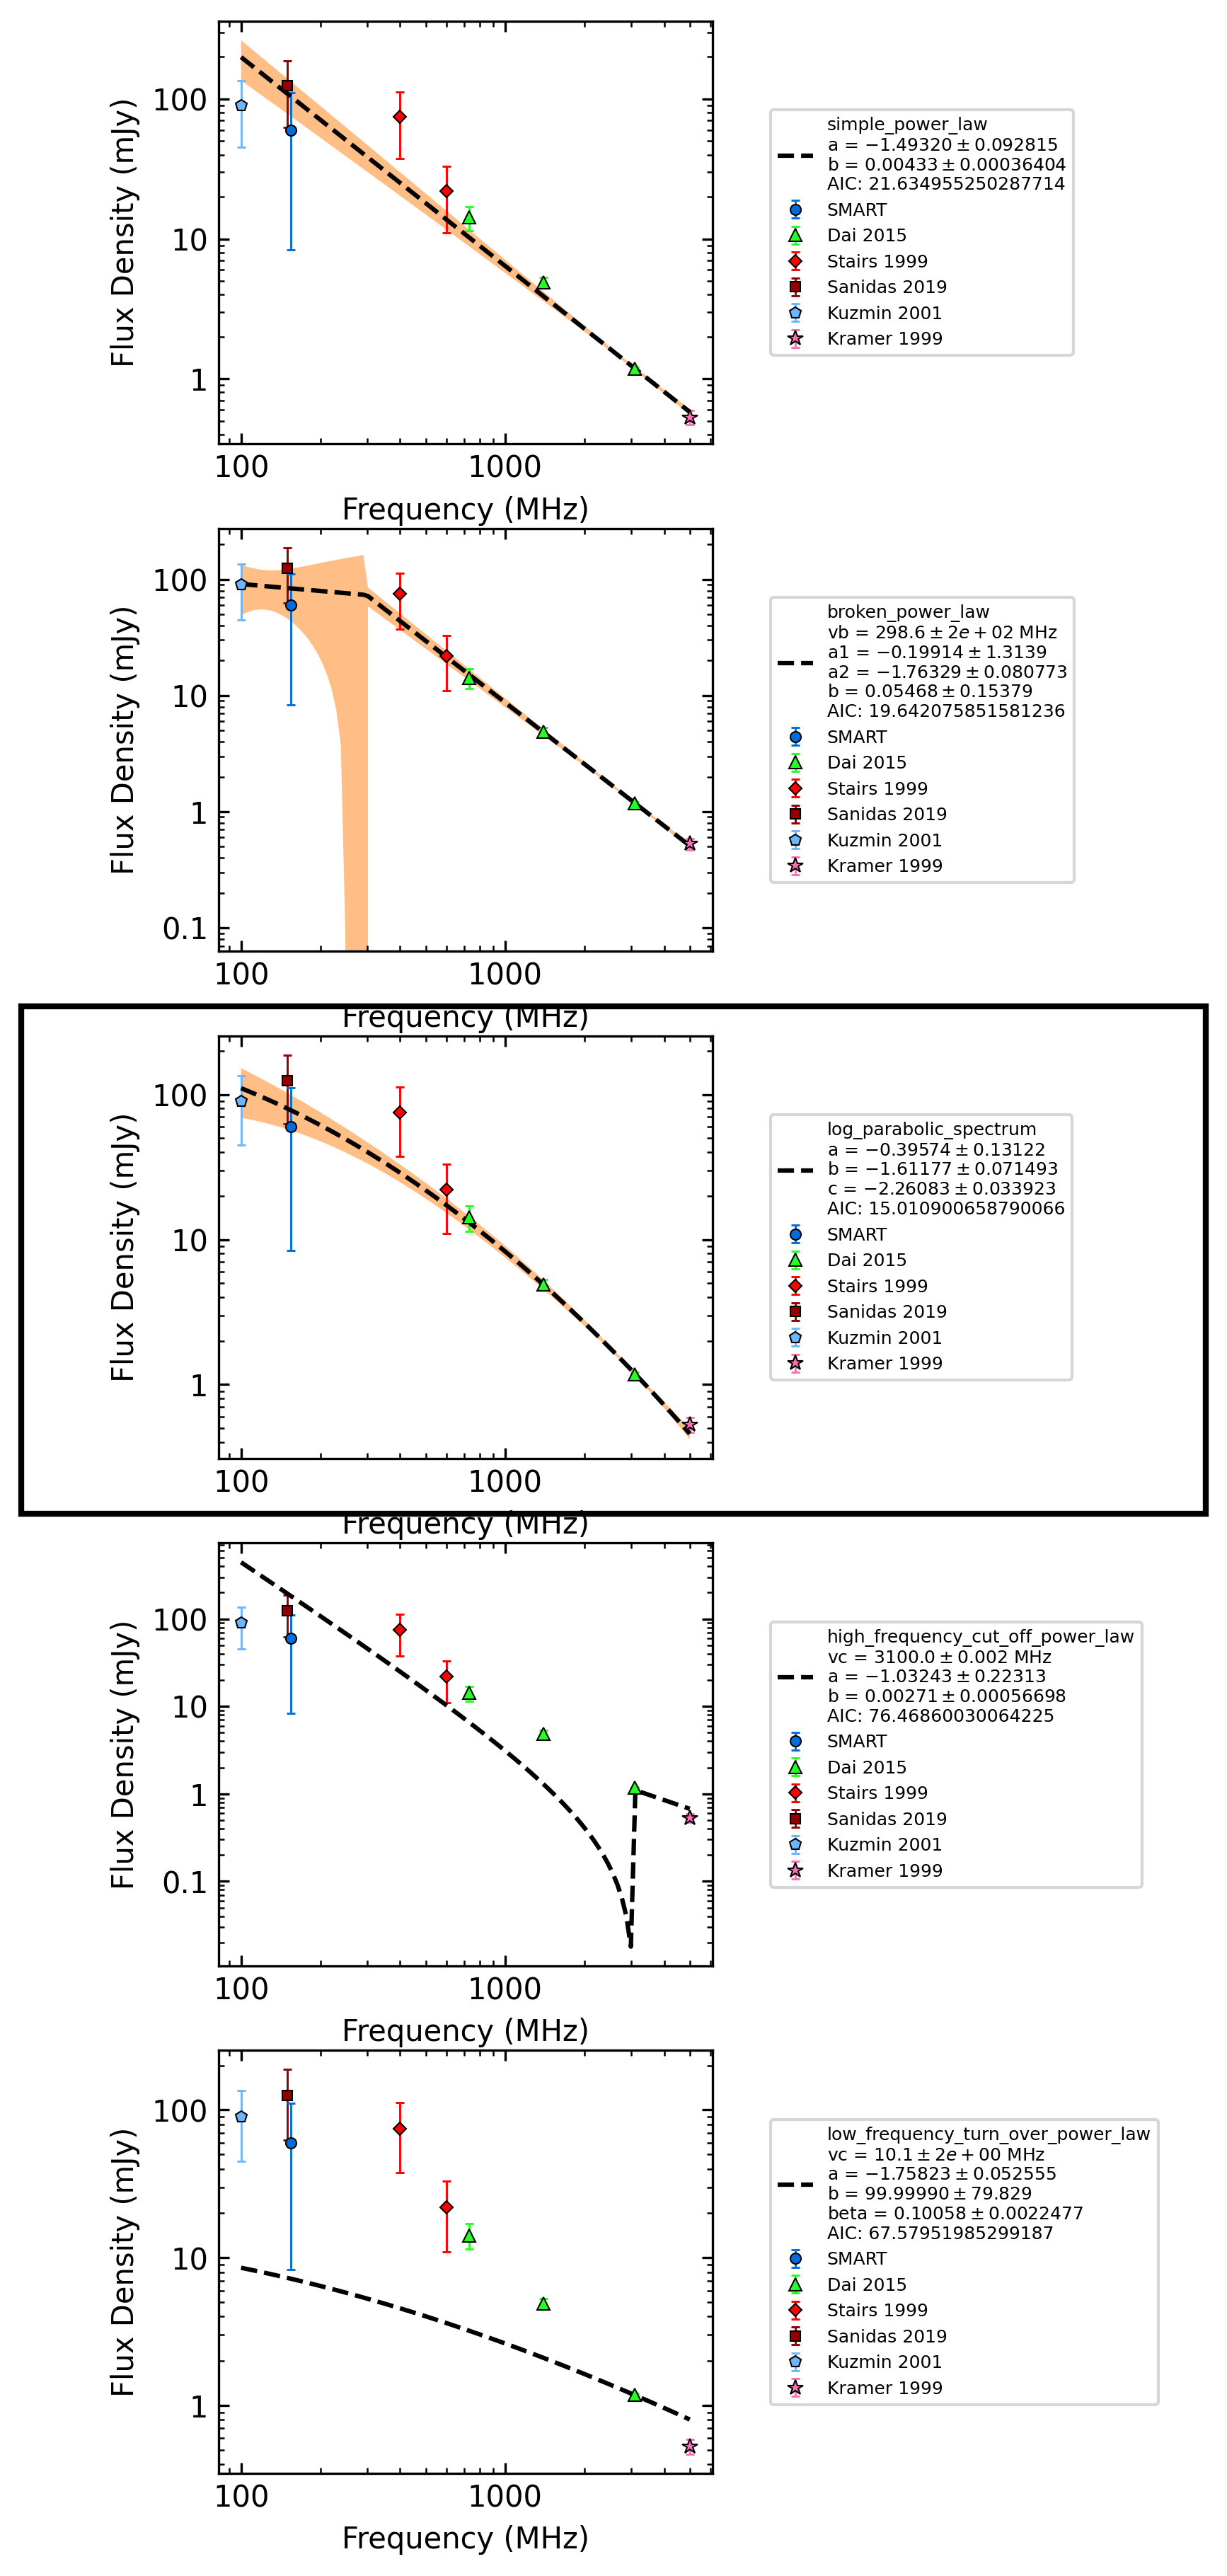 100
10
1
Flux Density (mJy)
100
1000
Frequency (MHz)
simple_power_law
a = −1.49320 ± 0.092815
b = 0.00433 ± 0.00036404
AIC: 21.634955250287714
SMART
Dai 2015
Stairs 1999
Sanidas 2019
Kuzmin 2001
Kramer 1999
100
10
1
0.1
Flux Density (mJy)
100
1000
Frequency (MHz)
broken_power_law
vb = 298.6 ± 2e + 02 MHz
a1 = −0.19914 ± 1.3139
a2 = −1.76329 ± 0.080773
b = 0.05468 ± 0.15379
AIC: 19.642075851581236
SMART
Dai 2015
Stairs 1999
Sanidas 2019
Kuzmin 2001
Kramer 1999
100
10
1
Flux Density (mJy)
100
1000
Frequency (MHz)
log_parabolic_spectrum
a = −0.39574 ± 0.13122
b = −1.61177 ± 0.071493
c = −2.26083 ± 0.033923
AIC: 15.010900658790066
SMART
Dai 2015
Stairs 1999
Sanidas 2019
Kuzmin 2001
Kramer 1999
100
10
1
0.1
Flux Density (mJy)
100
1000
Frequency (MHz)
high_frequency_cut_off_power_law
vc = 3100.0 ± 0.002 MHz
a = −1.03243 ± 0.22313
b = 0.00271 ± 0.00056698
AIC: 76.46860030064225
SMART
Dai 2015
Stairs 1999
Sanidas 2019
Kuzmin 2001
Kramer 1999
100
10
1
Flux Density (mJy)
100
1000
Frequency (MHz)
low_frequency_turn_over_power_law
vc = 10.1 ± 2e + 00 MHz
a = −1.75823 ± 0.052555
b = 99.99990 ± 79.829
beta = 0.10058 ± 0.0022477
AIC: 67.57951985299187
SMART
Dai 2015
Stairs 1999
Sanidas 2019
Kuzmin 2001
Kramer 1999